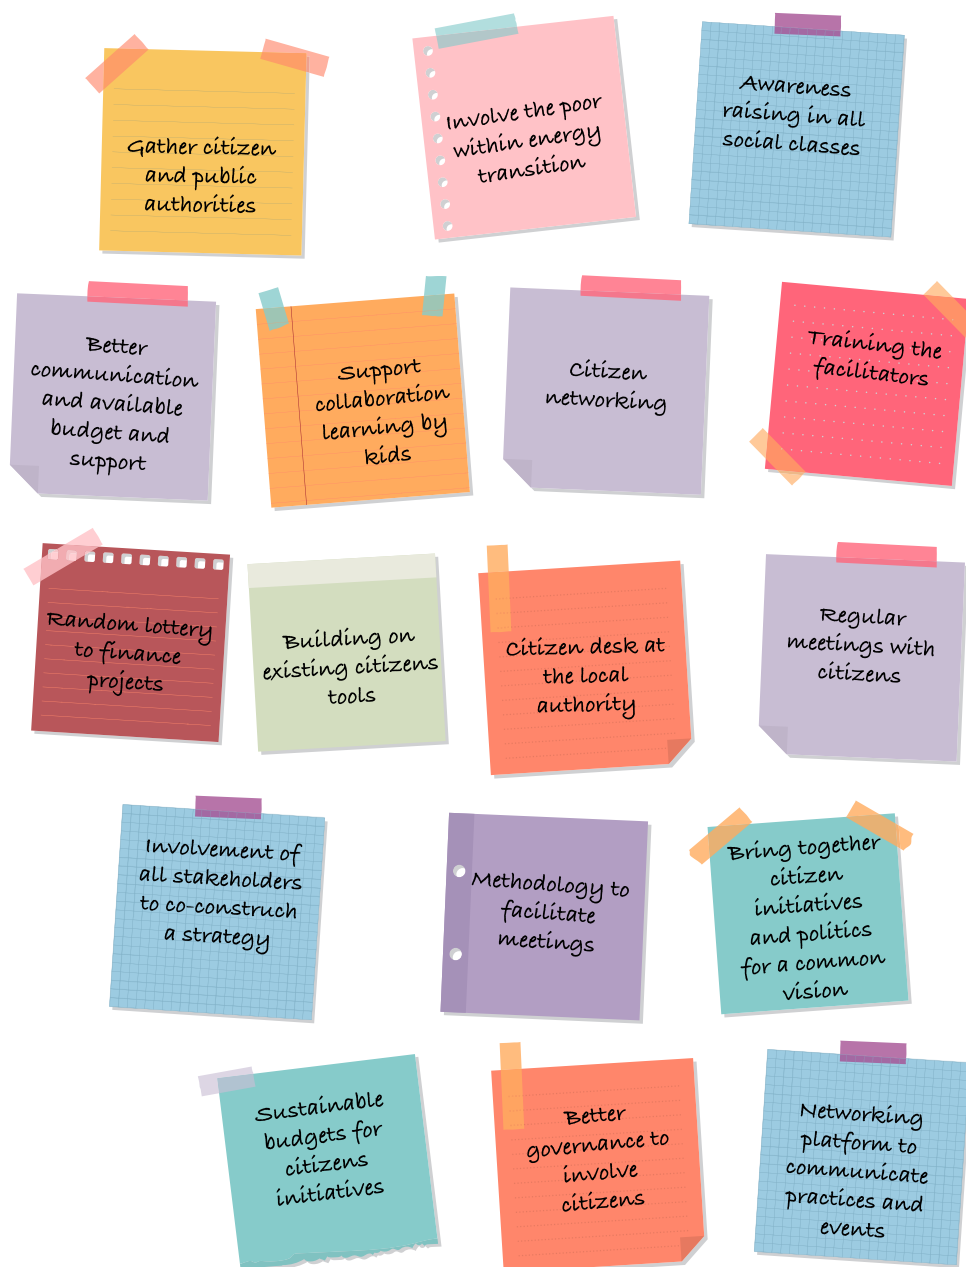 Gather citizen
and public
authorities
Involve the poor
within energy
transition
Awareness
raising in all
social classes
Better
communication
and available
budget and
support
Support
collaboration
learning by
kids
Citizen
networking
Training the
facilitators
Random lottery
to finance
projects
Building on
existing citizens
tools
Citizen desk at
the local
authority
Regular
meetings with
citizens
Involvement of
all stakeholders
to co-construch
a strategy
Methodology to
facilitate
meetings
Bring together
citizen
initiatives
and politics
for a common
vision
Sustainable
budgets for
citizens
initiatives
Better
governance to
involve
citizens
Networking
platform to
communicate
practices and
events